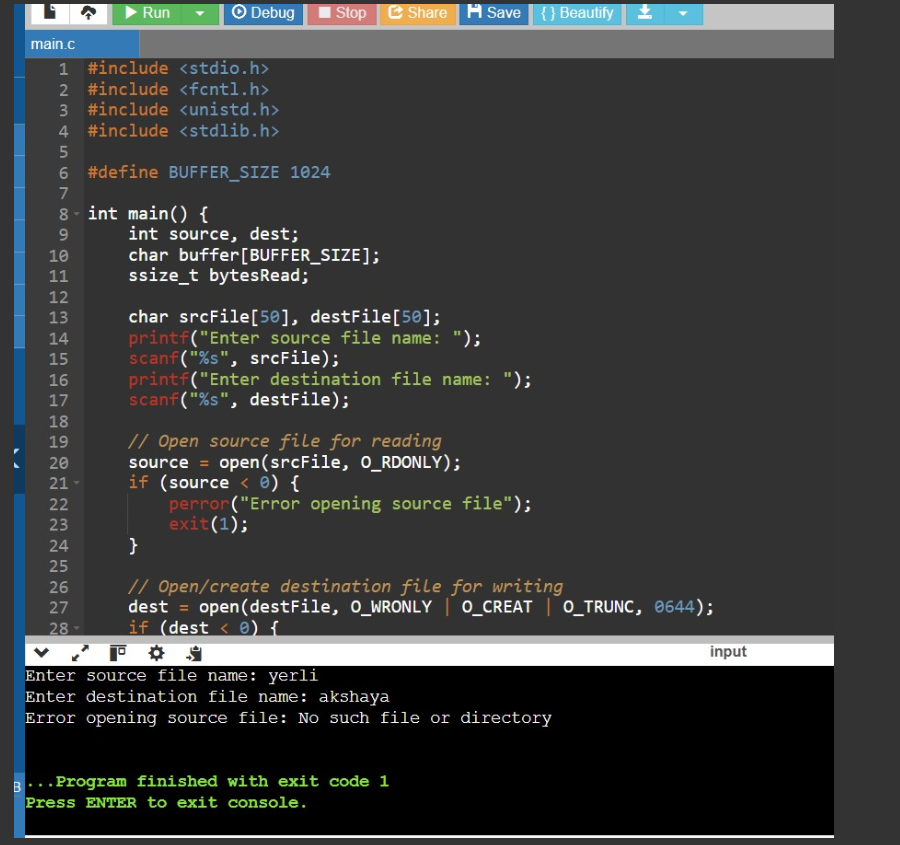 Run Debug Stop Share Save {} Beautify
main.c
1 #include <stdio.h>
2 #include <fcntl.h>
3 #include <unistd.h>
4 #include <stdlib.h>
5
6 #define BUFFER_SIZE 1024
7
8 int main() {
9 int source, dest;
10 char buffer[BUFFER_SIZE];
11 ssize_t bytesRead;
12
13 char srcFile[50], destFile[50];
14 printf("Enter source file name: ");
15 scanf("%s", srcFile);
16 printf("Enter destination file name: ");
17 scanf("%s", destFile);
18
19 // Open source file for reading
20 source = open(srcFile, O_RDONLY);
21 if (source < 0) {
22 perror("Error opening source file");
23 exit(1);
24 }
25
26 // Open/create destination file for writing
27 dest = open(destFile, O_WRONLY | O_CREAT | O_TRUNC, 0644);
28 if (dest < 0) {
input
Enter source file name: yerli
Enter destination file name: akshaya
Error opening source file: No such file or directory
B
...Program finished with exit code 1
Press ENTER to exit console.